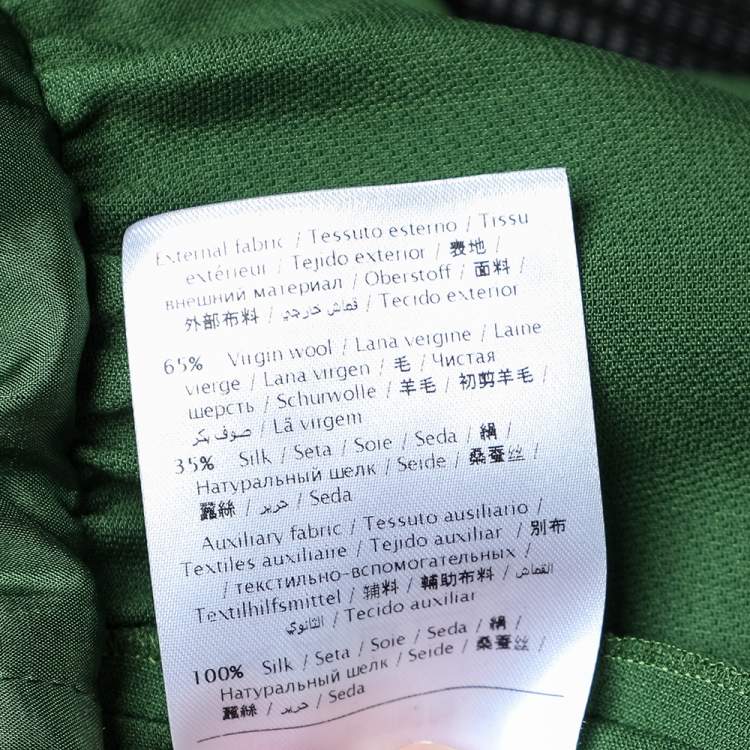 External fabric / Tessuto esterno / Tissu
extérieur / Tejido exterior / 表地 /
внешний материал / Oberstoff / 面料 /
外部布料 / قماش خارجي / Tecido exterior
65% Virgin wool / Lana vergine / Laine
vierge / Lana virgen / 毛 / Чистая
шерсть / Schurwolle / 羊毛 / 初剪羊毛 /
صوف بكر / Lã virgem
35% Silk / Seta / Soie / Seda / 絹 /
Натуральный шелк / Seide / 桑蚕丝 /
蠶絲 / حرير / Seda
Auxiliary fabric / Tessuto ausiliario /
Textiles auxiliaire / Tejido auxiliar / 別布
/ текстильно-вспомогательных /
Textilhilfsmittel / 辅料 / 輔助布料 / القماش
الثانوي / Tecido auxiliar
100% Silk / Seta / Soie / Seda / 絹 /
Натуральный шелк / Seide / 桑蚕丝 /
蠶絲 / حرير / Seda